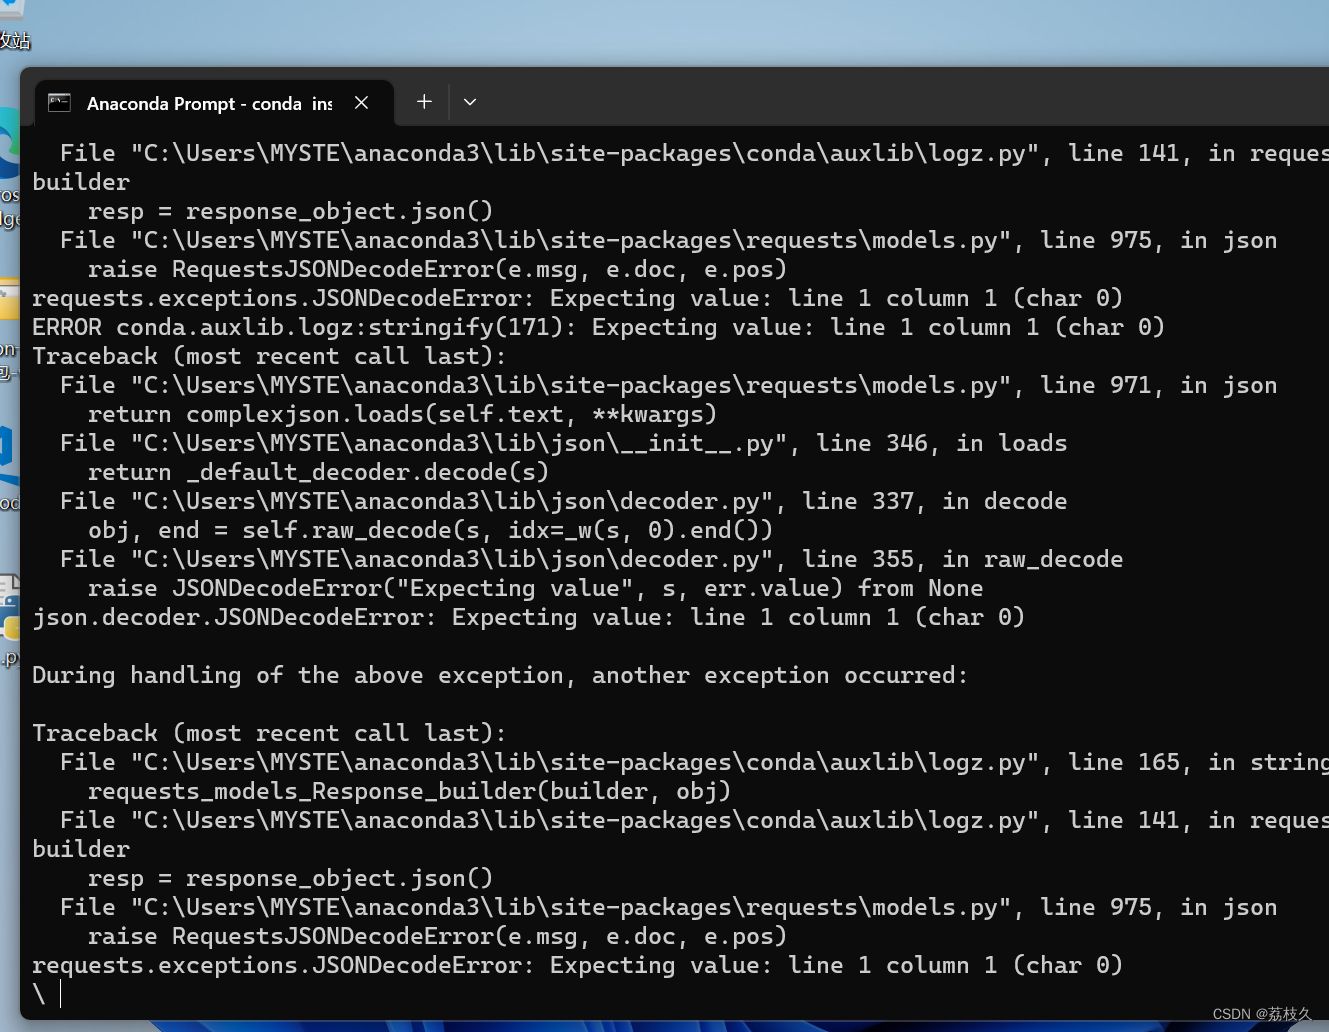 收站
Anaconda Prompt - conda ins
File "C:\Users\MYSTE\anaconda3\lib\site-packages\conda\auxlib\logz.py", line 141, in reques
builder
resp = response_object.json()
File "C:\Users\MYSTE\anaconda3\lib\site-packages\requests\models.py", line 975, in json
raise RequestsJSONDecodeError(e.msg, e.doc, e.pos)
requests.exceptions.JSONDecodeError: Expecting value: line 1 column 1 (char 0)
ERROR conda.auxlib.logz:stringify(171): Expecting value: line 1 column 1 (char 0)
Traceback (most recent call last):
File "C:\Users\MYSTE\anaconda3\lib\site-packages\requests\models.py", line 971, in json
return complexjson.loads(self.text, **kwargs)
File "C:\Users\MYSTE\anaconda3\lib\json\__init__.py", line 346, in loads
return _default_decoder.decode(s)
File "C:\Users\MYSTE\anaconda3\lib\json\decoder.py", line 337, in decode
obj, end = self.raw_decode(s, idx=_w(s, 0).end())
File "C:\Users\MYSTE\anaconda3\lib\json\decoder.py", line 355, in raw_decode
raise JSONDecodeError("Expecting value", s, err.value) from None
json.decoder.JSONDecodeError: Expecting value: line 1 column 1 (char 0)
During handling of the above exception, another exception occurred:
Traceback (most recent call last):
File "C:\Users\MYSTE\anaconda3\lib\site-packages\conda\auxlib\logz.py", line 165, in string
requests_models_Response_builder(builder, obj)
File "C:\Users\MYSTE\anaconda3\lib\site-packages\conda\auxlib\logz.py", line 141, in reques
builder
resp = response_object.json()
File "C:\Users\MYSTE\anaconda3\lib\site-packages\requests\models.py", line 975, in json
raise RequestsJSONDecodeError(e.msg, e.doc, e.pos)
requests.exceptions.JSONDecodeError: Expecting value: line 1 column 1 (char 0)
\
CSDN @荔枝久